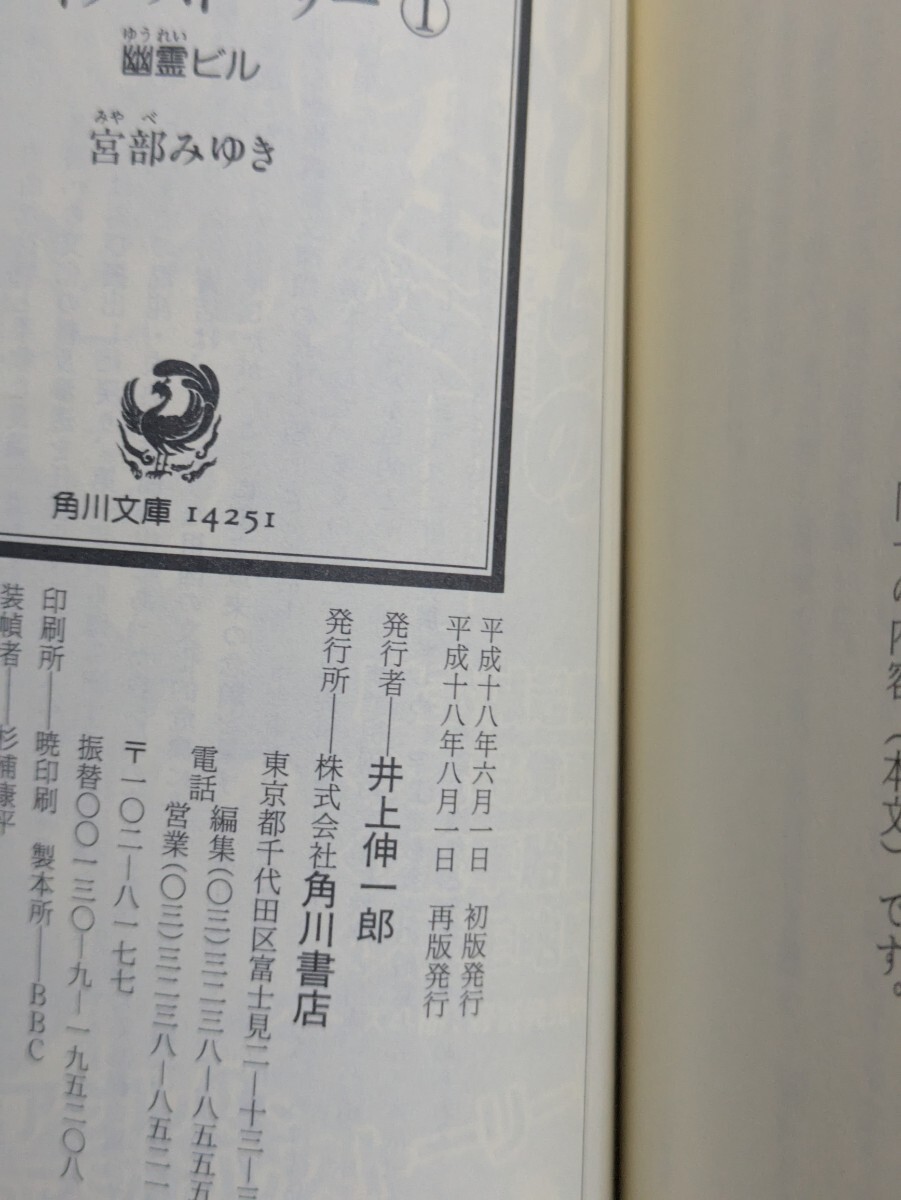 ①
ゆうれい
幽霊ビル
みや べ
宮部みゆき
角川文庫 14251
平成十八年六月一日 初版発行
平成十八年八月一日 再版発行
発行者――井上伸一郎
発行所――株式会社角川書店
東京都千代田区富士見二―十三―
電話 編集(〇三)三二三八―八五五五
営業(〇三)三二三八―八五二一
〒一〇二―八一七七
振替〇〇一三〇―九―一九五二〇八
印刷所――暁印刷 製本所――BBC
装幀者――杉浦康平
の内容(本文)です。